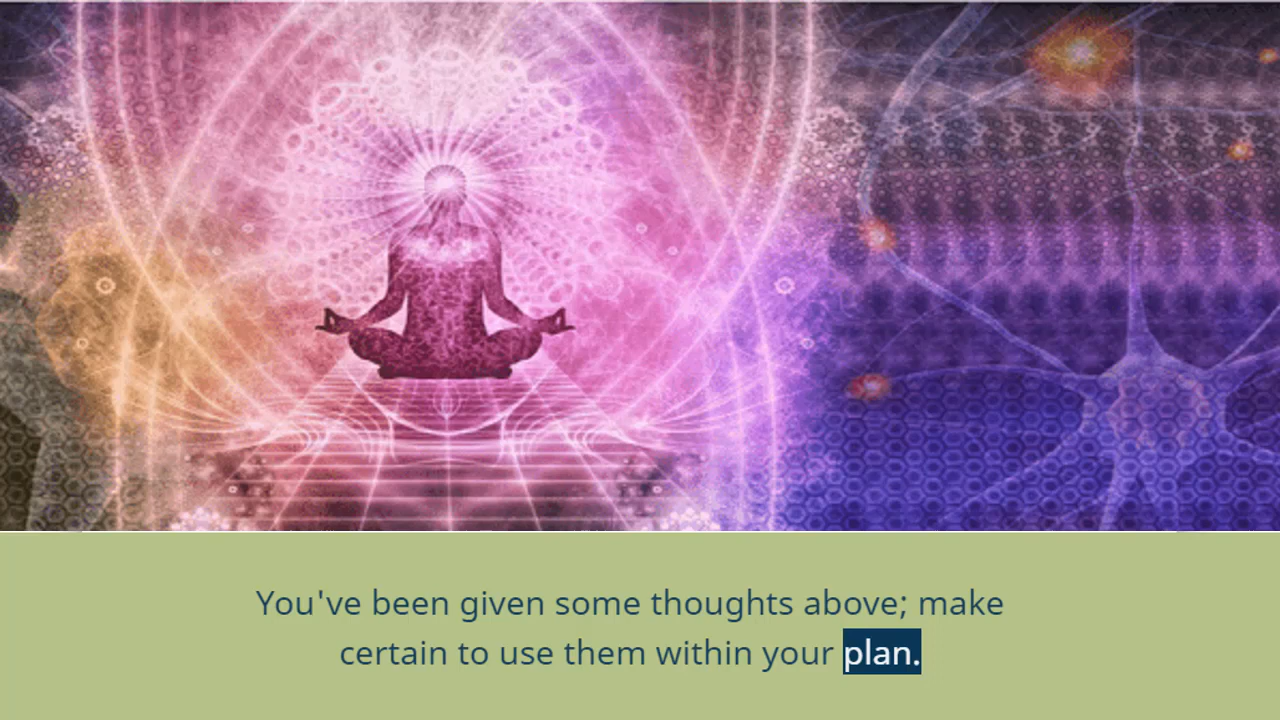 You've been given some thoughts above; make
certain to use them within your plan.